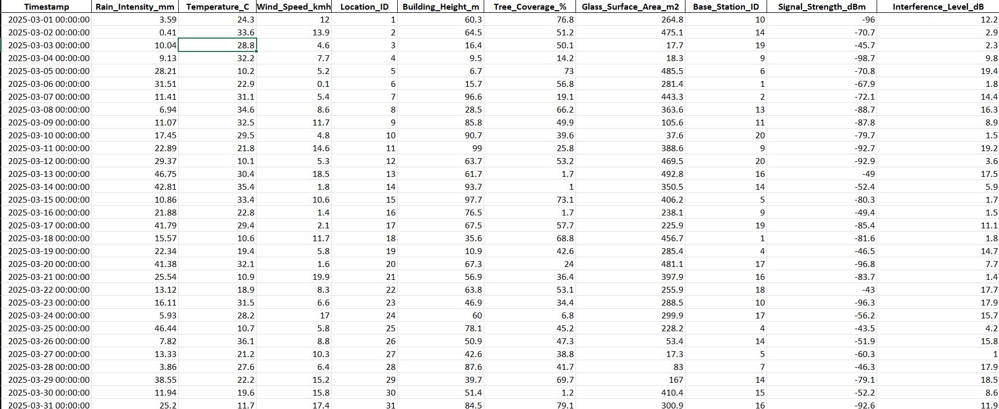 Timestamp Rain_Intensity_mm Temperature_C Wind_Speed_kmh Location_ID Building_Height_m Tree_Coverage_% Glass_Surface_Area_m2 Base_Station_ID Signal_Strength_dBm Interference_Level_dB
2025-03-01 00:00:00 3.59 24.3 12 1 60.3 76.8 264.8 10 -96 12.2
2025-03-02 00:00:00 0.41 33.6 13.9 2 64.5 51.2 475.1 14 -70.7 2.9
2025-03-03 00:00:00 10.04 28.8 4.6 3 16.4 50.1 17.7 19 -45.7 2.3
2025-03-04 00:00:00 9.13 32.2 7.7 4 9.5 14.2 18.3 9 -98.7 9.8
2025-03-05 00:00:00 28.21 10.2 5.2 5 6.7 73 485.5 6 -70.8 19.4
2025-03-06 00:00:00 31.51 22.9 0.1 6 15.7 56.8 281.4 1 -67.9 1.8
2025-03-07 00:00:00 11.41 31.1 5.4 7 96.6 19.1 443.3 2 -72.1 14.4
2025-03-08 00:00:00 6.94 34.6 8.6 8 28.5 66.2 363.6 13 -88.7 16.3
2025-03-09 00:00:00 11.07 32.5 11.7 9 85.8 49.9 105.6 11 -87.8 8.9
2025-03-10 00:00:00 17.45 29.5 4.8 10 90.7 39.6 37.6 20 -79.7 1.5
2025-03-11 00:00:00 22.89 21.8 14.6 11 99 25.8 388.6 9 -92.7 19.2
2025-03-12 00:00:00 29.37 10.1 5.3 12 63.7 53.2 469.5 20 -92.9 3.6
2025-03-13 00:00:00 46.75 30.4 18.5 13 61.7 1.7 492.8 16 -49 17.5
2025-03-14 00:00:00 42.81 35.4 1.8 14 93.7 1 350.5 14 -52.4 5.9
2025-03-15 00:00:00 10.86 33.4 10.6 15 97.7 73.1 406.2 5 -80.3 1.7
2025-03-16 00:00:00 21.88 22.8 1.4 16 76.5 1.7 238.1 9 -49.4 1.5
2025-03-17 00:00:00 41.79 29.4 2.1 17 67.5 57.7 225.9 19 -85.4 11.1
2025-03-18 00:00:00 15.57 10.6 11.7 18 35.6 68.8 456.7 1 -81.6 1.8
2025-03-19 00:00:00 22.34 19.4 5.8 19 10.9 42.6 285.4 4 -46.5 14.7
2025-03-20 00:00:00 41.38 32.1 1.6 20 67.3 24 481.1 17 -96.8 7.7
2025-03-21 00:00:00 25.54 10.9 19.9 21 56.9 36.4 397.9 16 -83.7 1.4
2025-03-22 00:00:00 13.12 18.9 8.3 22 63.8 53.1 255.9 18 -43 17.7
2025-03-23 00:00:00 16.11 31.5 6.6 23 46.9 34.4 288.5 10 -96.3 17.9
2025-03-24 00:00:00 5.93 28.2 17 24 60 6.8 299.9 17 -56.2 15.7
2025-03-25 00:00:00 46.44 10.7 5.8 25 78.1 45.2 228.2 4 -43.5 4.2
2025-03-26 00:00:00 7.82 36.1 8.8 26 50.9 47.3 53.4 14 -51.9 15.8
2025-03-27 00:00:00 13.33 21.2 10.3 27 42.6 38.8 17.3 5 -60.3 1
2025-03-28 00:00:00 3.86 27.6 6.4 28 87.6 41.7 83 7 -46.3 17.9
2025-03-29 00:00:00 38.55 22.2 15.2 29 39.7 69.7 167 14 -79.1 18.5
2025-03-30 00:00:00 11.94 19.6 15.8 30 51.4 1.2 410.4 15 -52.2 8.6
2025-03-31 00:00:00 25.2 11.7 17.4 31 84.5 79.1 300.9 16 -92.6 11.9